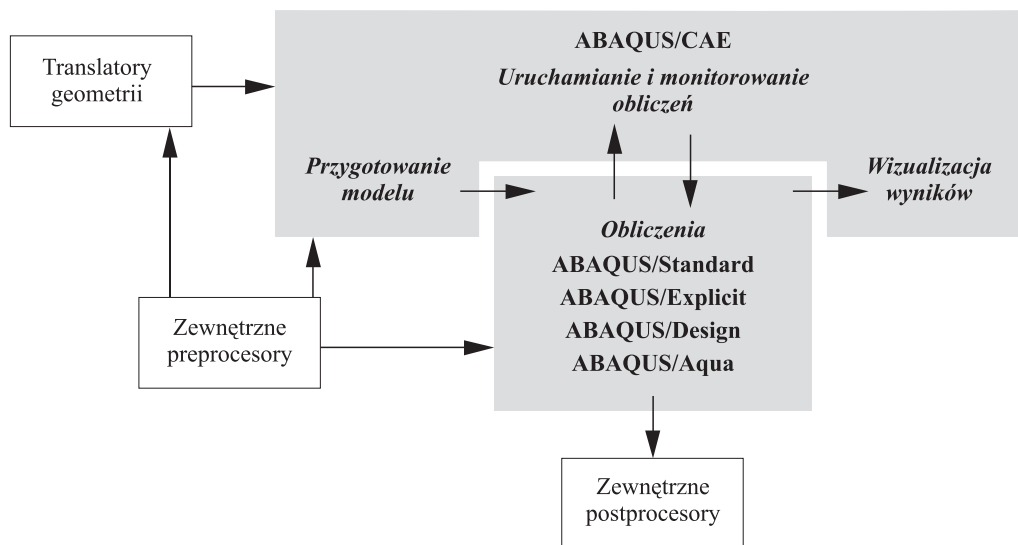 ABAQUS/CAE
Uruchamianie i monitorowanie
obliczeń
Translatory
geometrii
Przygotowanie
modelu
Wizualizacja
wyników
Obliczenia
ABAQUS/Standard
ABAQUS/Explicit
ABAQUS/Design
ABAQUS/Aqua
Zewnętrzne
preprocesory
Zewnętrzne
postprocesory